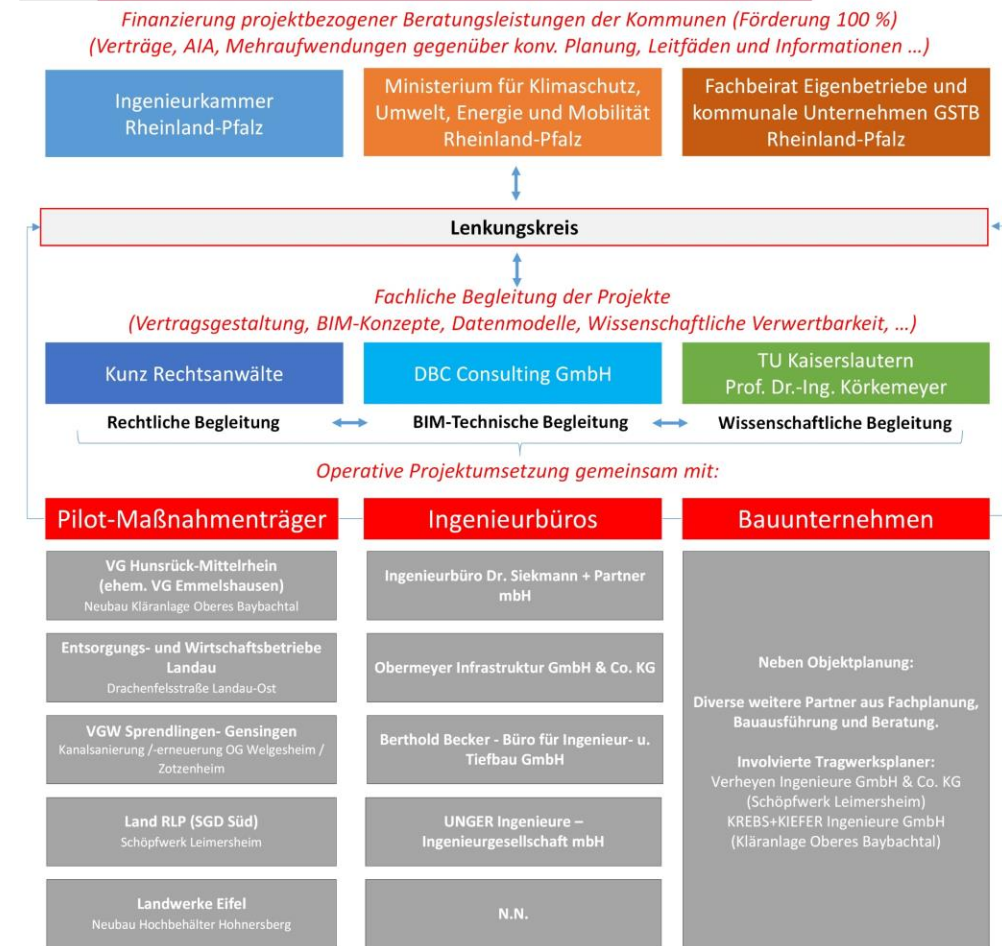 Finanzierung projektbezogener Beratungsleistungen der Kommunen (Förderung 100 %)
(Verträge, AIA, Mehraufwendungen gegenüber konv. Planung, Leitfäden und Informationen ...)
Ingenieurkammer
Rheinland-Pfalz
Ministerium für Klimaschutz,
Umwelt, Energie und Mobilität
Rheinland-Pfalz
Fachbeirat Eigenbetriebe und
kommunale Unternehmen GSTB
Rheinland-Pfalz
Lenkungskreis
Fachliche Begleitung der Projekte
(Vertragsgestaltung, BIM-Konzepte, Datenmodelle, Wissenschaftliche Verwertbarkeit, ...)
Kunz Rechtsanwälte
DBC Consulting GmbH
TU Kaiserslautern
Prof. Dr.-Ing. Körkemeyer
Rechtliche Begleitung
BIM-Technische Begleitung
Wissenschaftliche Begleitung
Operative Projektumsetzung gemeinsam mit:
Pilot-Maßnahmenträger
VG Hunsrück-Mittelrhein
(ehem. VG Emmelshausen)
Neubau Kläranlage Oberes Baybachtal
Entsorgungs- und Wirtschaftsbetriebe
Landau
Drachenfelsstraße Landau-Ost
VGW Sprendlingen- Gensingen
Kanalsanierung /-erneuerung OG Welgesheim /
Zotzenheim
Land RLP (SGD Süd)
Schöpfwerk Leimersheim
Landwerke Eifel
Neubau Hochbehälter Hohnersberg
Ingenieurbüros
Ingenieurbüro Dr. Siekmann + Partner
mbH
Obermeyer Infrastruktur GmbH & Co. KG
Berthold Becker - Büro für Ingenieur- u.
Tiefbau GmbH
UNGER Ingenieure –
Ingenieurgesellschaft mbH
N.N.
Bauunternehmen
Neben Objektplanung:
Diverse weitere Partner aus Fachplanung,
Bauausführung und Beratung.
Involvierte Tragwerksplaner:
Verheyen Ingenieure GmbH & Co. KG
(Schöpfwerk Leimersheim)
KREBS+KIEFER Ingenieure GmbH
(Kläranlage Oberes Baybachtal)